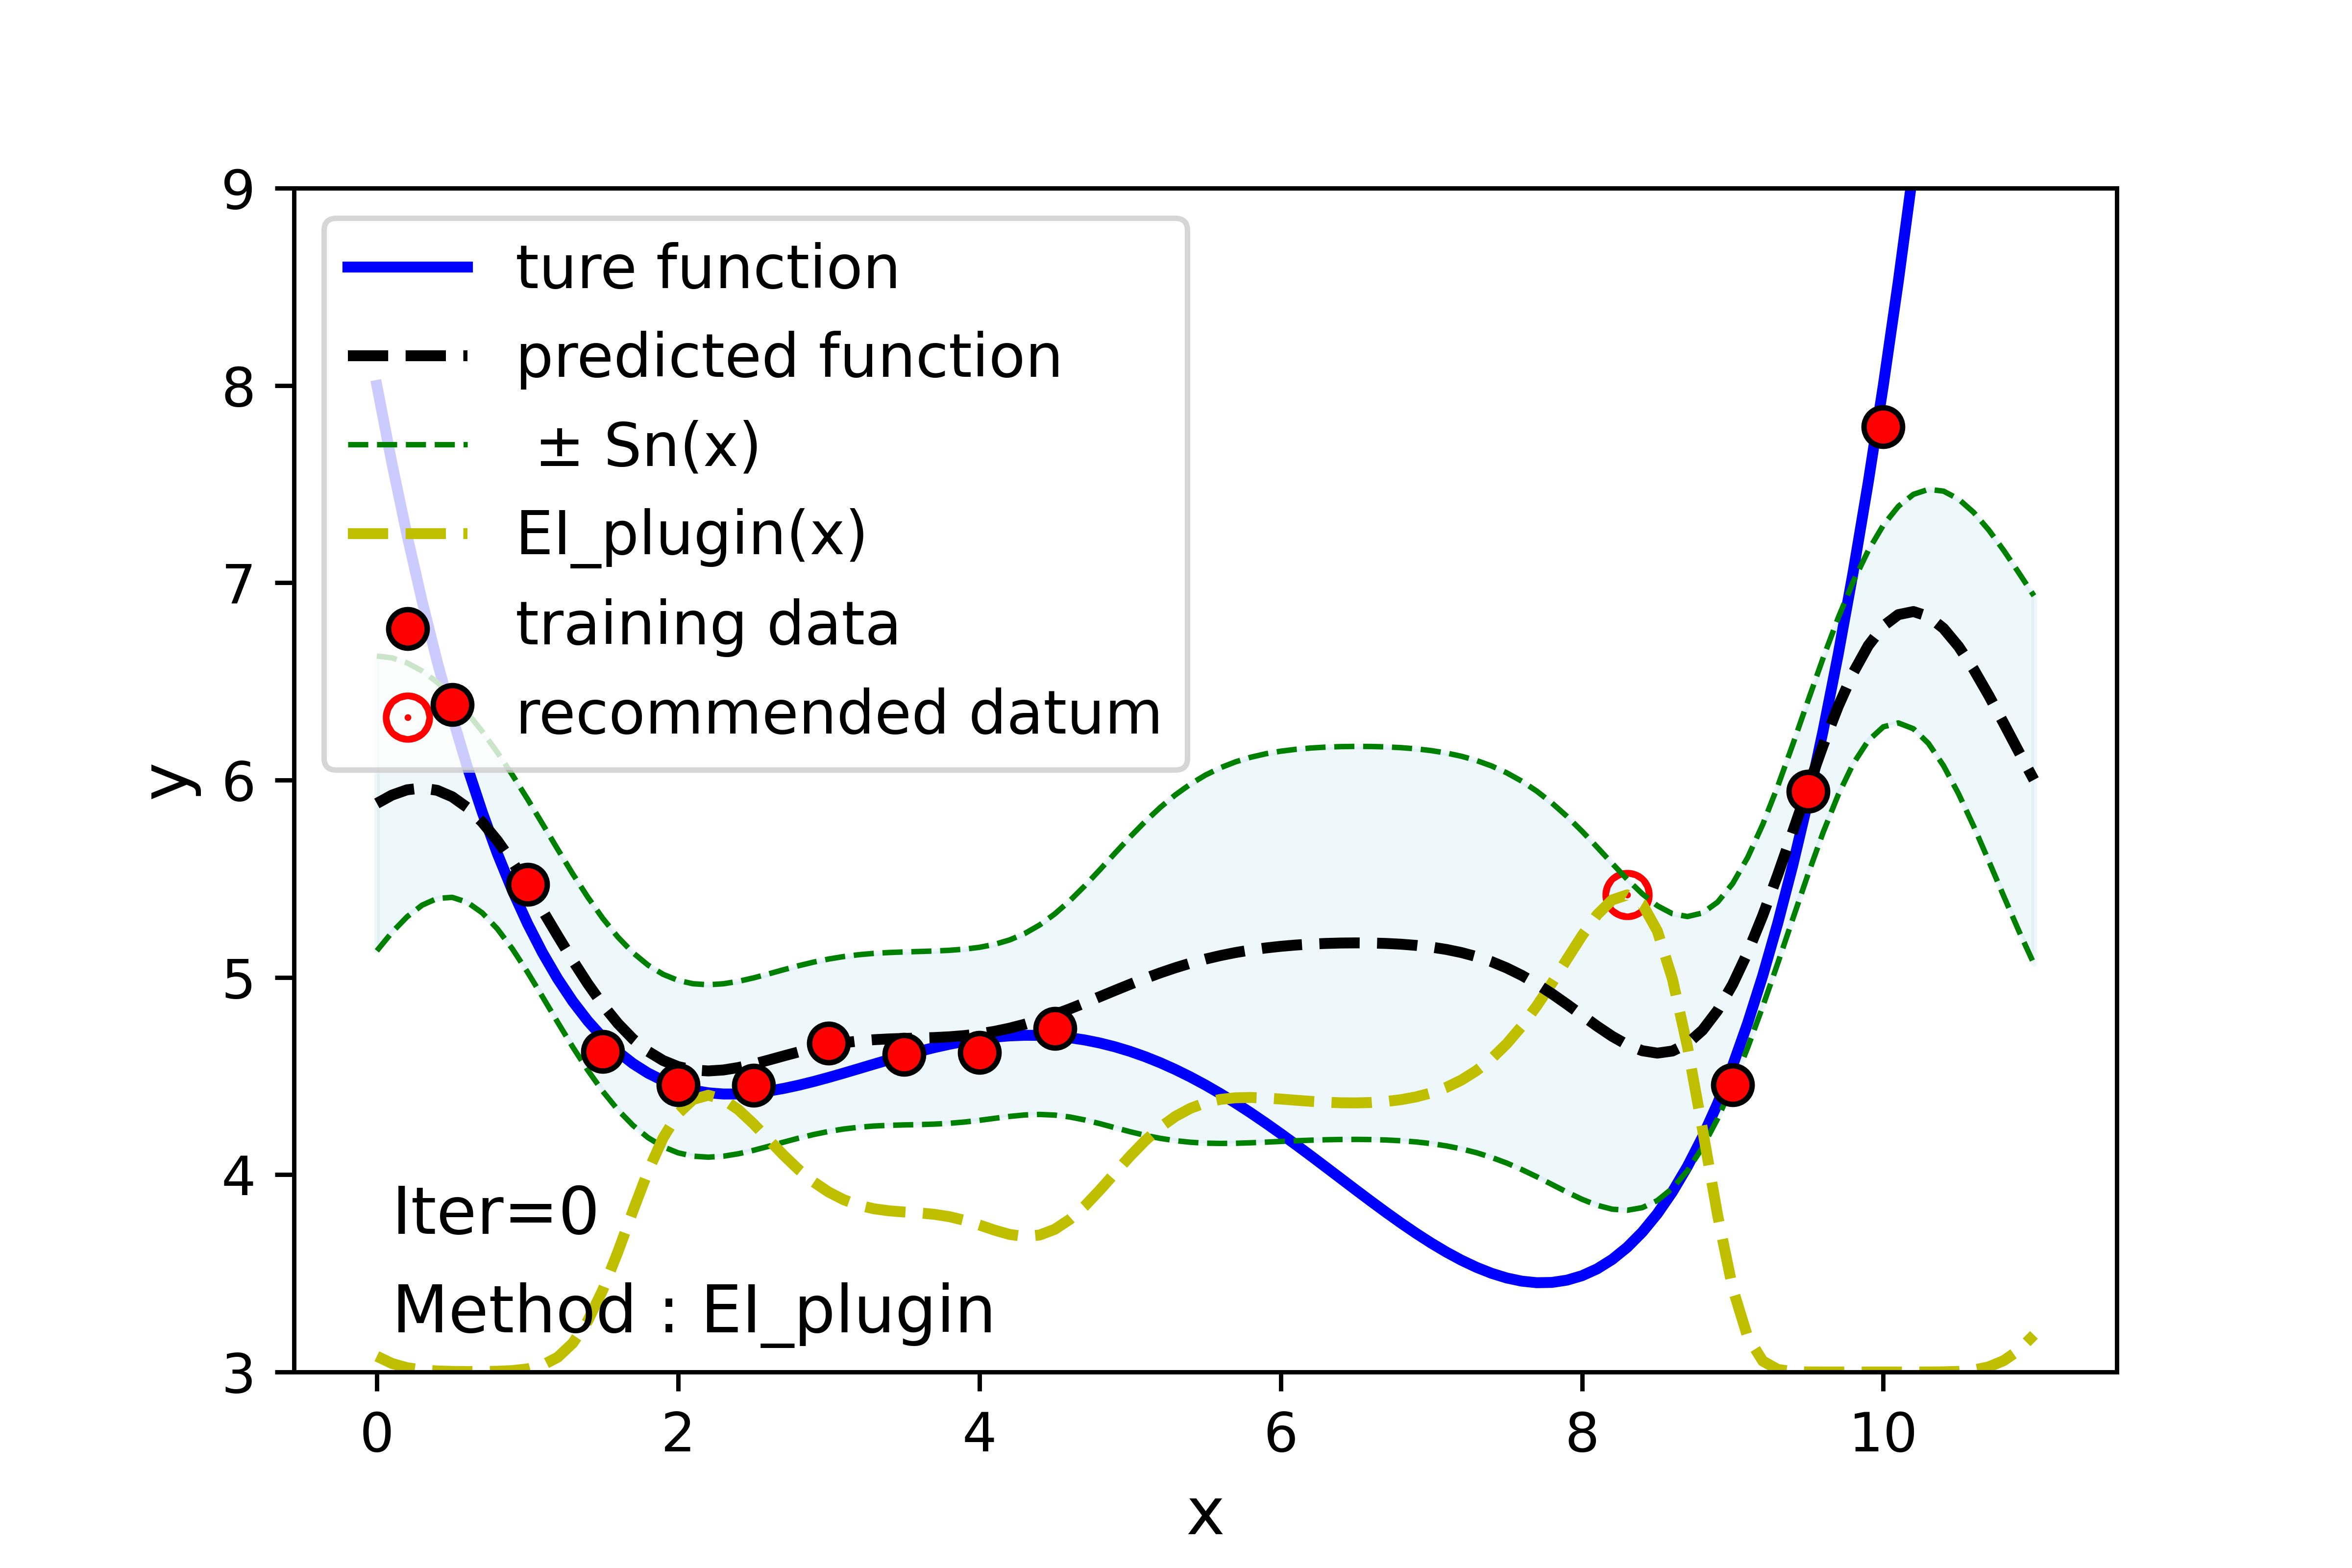 ture function
predicted function
± Sn(x)
EI_plugin(x)
training data
recommended datum
Iter=0
Method : EI_plugin
y
9
8
7
6
5
4
3
0 2 4 6 8 10
x